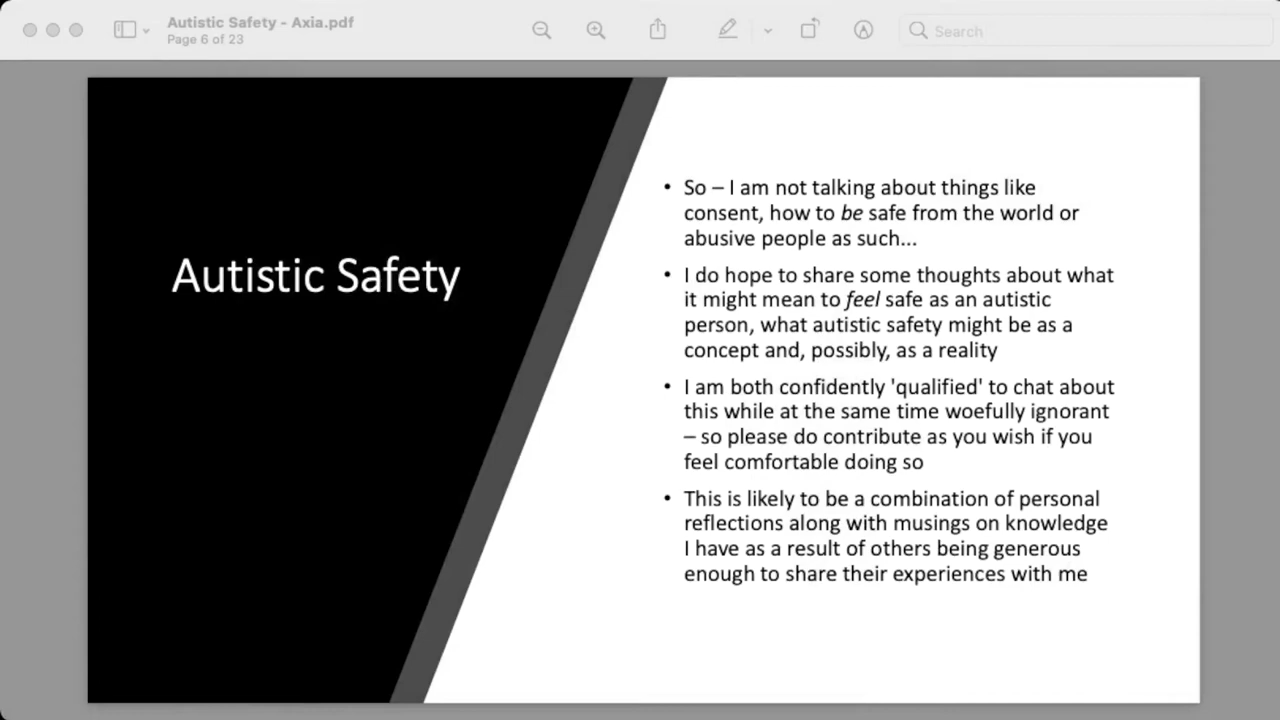 Autistic Safety - Axia.pdf
Page 6 of 23
Search
Autistic Safety
• So – I am not talking about things like
consent, how to be safe from the world or
abusive people as such...
• I do hope to share some thoughts about what
it might mean to feel safe as an autistic
person, what autistic safety might be as a
concept and, possibly, as a reality
• I am both confidently 'qualified' to chat about
this while at the same time woefully ignorant
– so please do contribute as you wish if you
feel comfortable doing so
• This is likely to be a combination of personal
reflections along with musings on knowledge
I have as a result of others being generous
enough to share their experiences with me